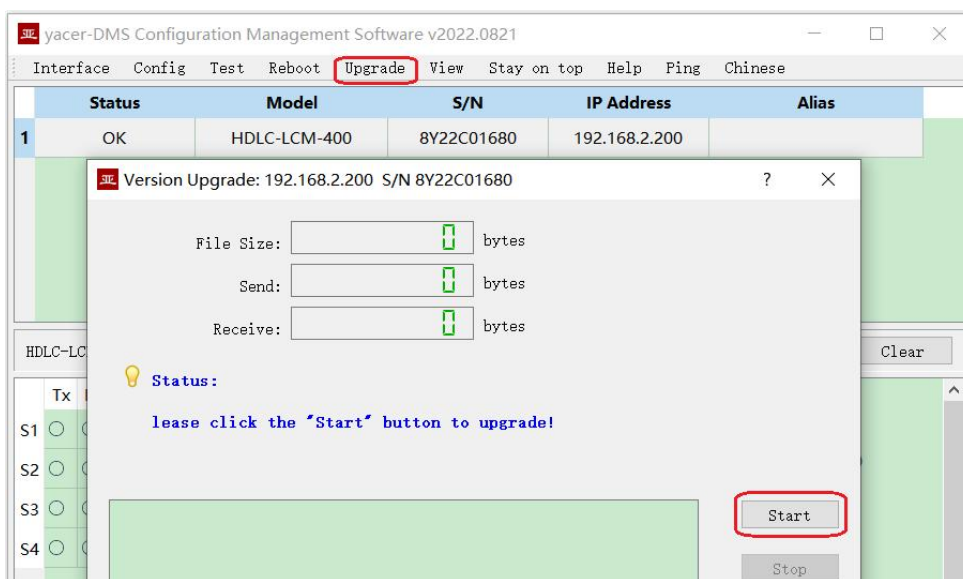 yacer-DMS Configuration Management Software v2022.0821
Interface Config Test Reboot Upgrade View Stay on top Help Ping Chinese
Status Model S/N IP Address Alias
1 OK HDLC-LCM-400 8Y22C01680 192.168.2.200
亚 Version Upgrade: 192.168.2.200 S/N 8Y22C01680 ?
File Size: 0 bytes
Send: 0 bytes
Receive: 0 bytes
HDLC-LC Clear
Status:
Tx
lease click the "Start" button to upgrade!
S1
S2
S3
Start
S4
Stop